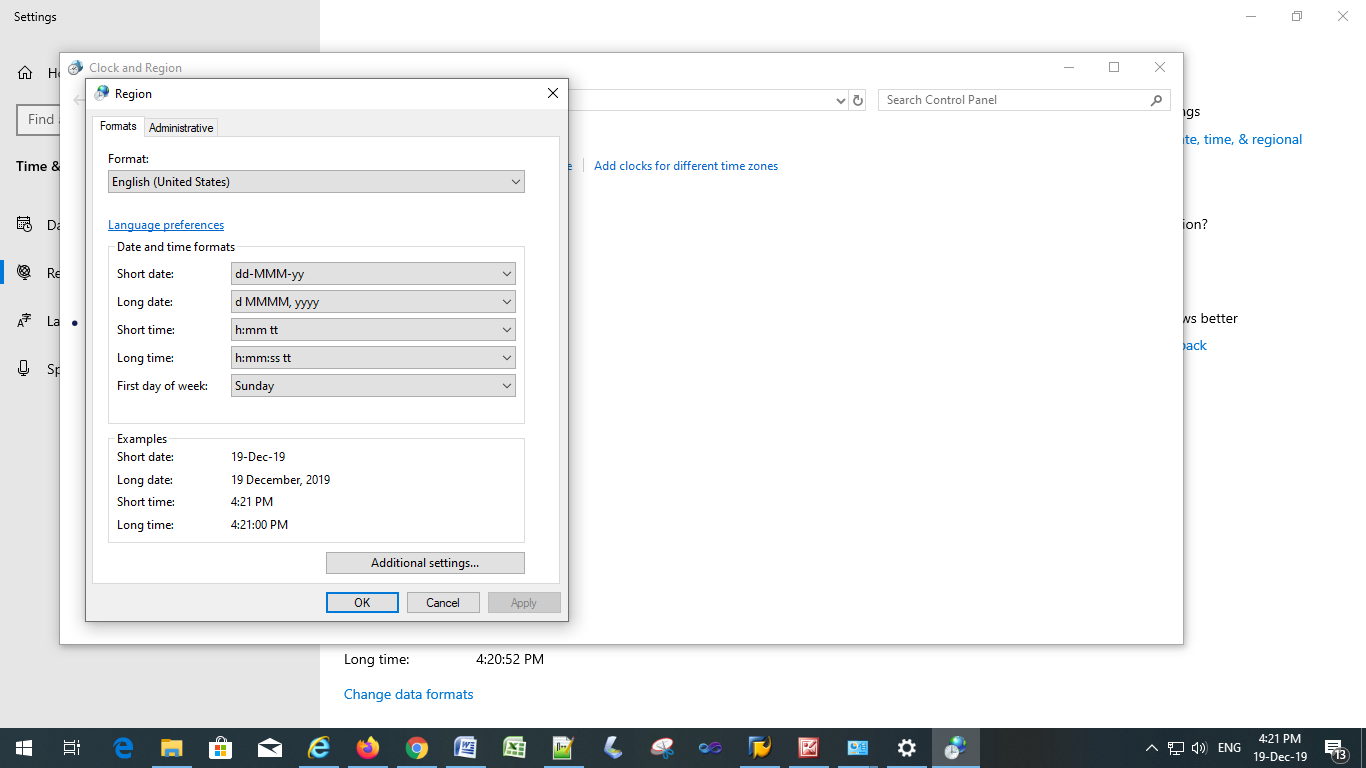 Settings
Clock and Region
Region
Formats
Administrative
Search Control Panel
Add clocks for different time zones
Format:
English (United States)
Language preferences
Date and time formats
Short date:
dd-MMM-yy
Long date:
d MMMM, yyyy
Short time:
h:mm tt
Long time:
h:mm:ss tt
First day of week:
Sunday
Examples
Short date:
19-Dec-19
Long date:
19 December, 2019
Short time:
4:21 PM
Long time:
4:21:00 PM
Additional settings...
OK
Cancel
Apply
Time &
time, & regional
better
Long time:
4:20:52 PM
Change data formats
ENG
4:21 PM
19-Dec-19
13